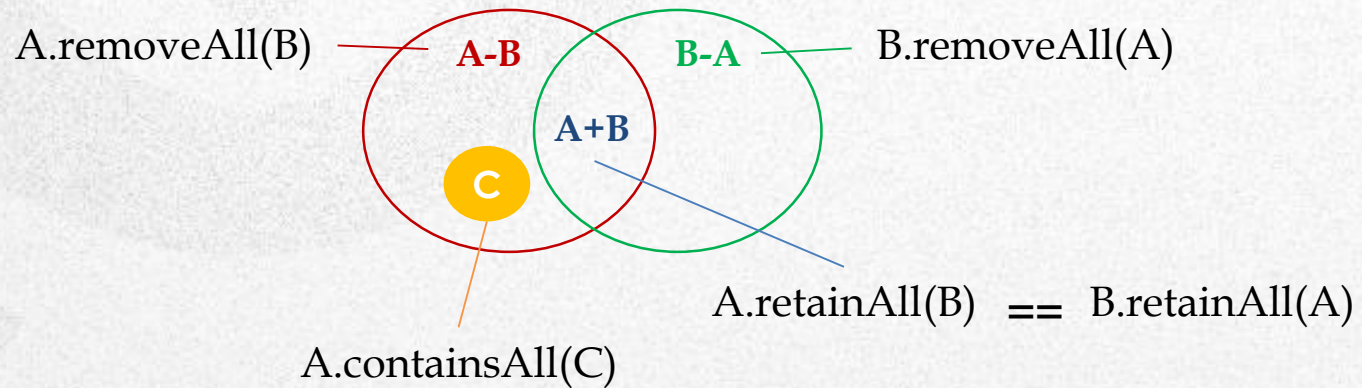 A.removeAll(B)
A-B
B-A
B.removeAll(A)
A+B
C
A.retainAll(B) == B.retainAll(A)
A.containsAll(C)